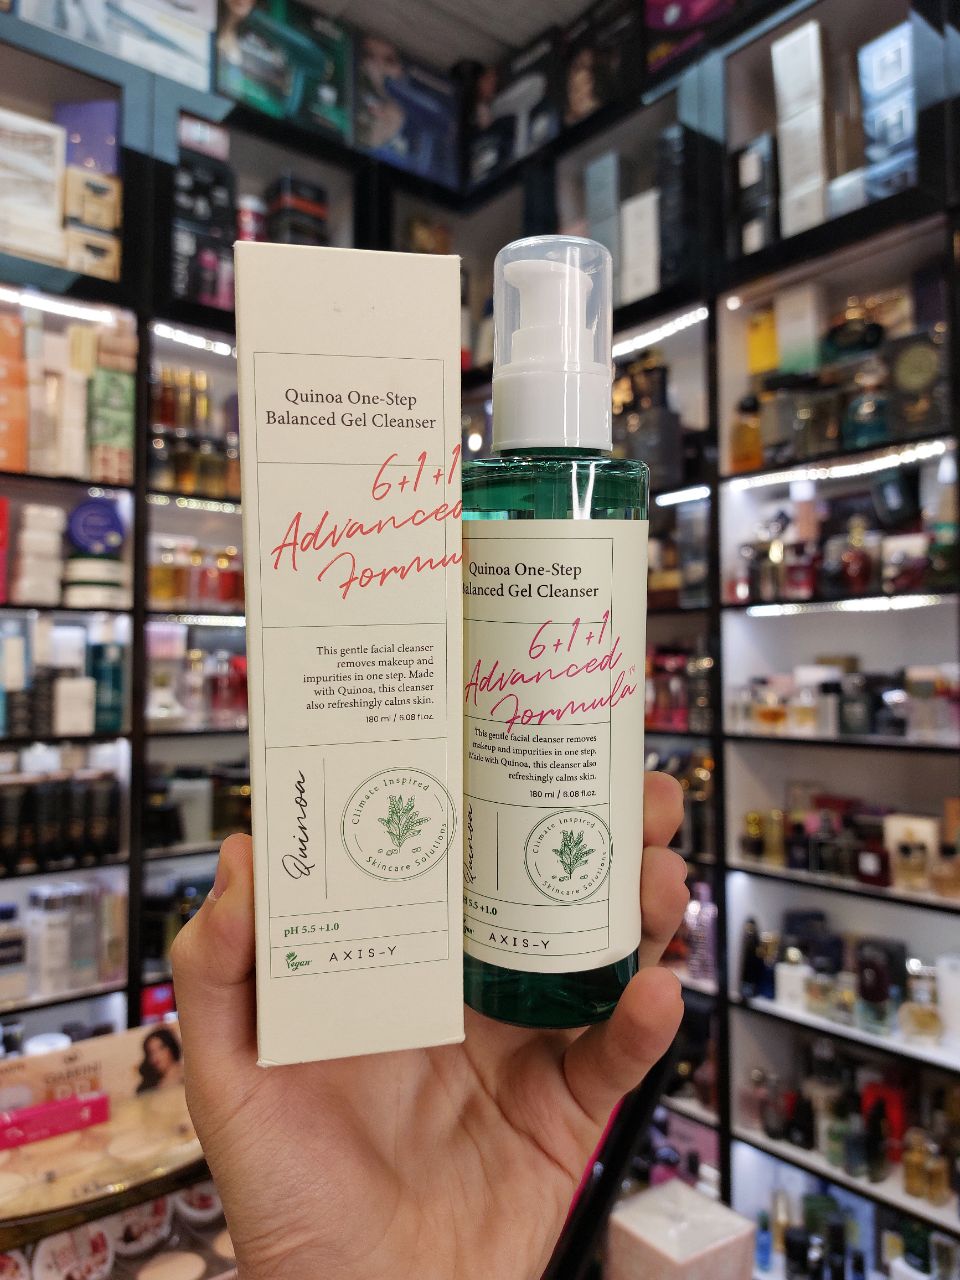 Quinoa One-Step
Balanced Gel Cleanser
6+1+1
Advanced
Formu
This gentle facial cleanser
removes makeup and
impurities in one step. Made
with Quinoa, this cleanser
also refreshingly calms skin.
180 ml / 6.08 fl.oz.
Quinoa
Climate Inspired
Skincare Solutions
pH 5.5 +1.0
Vegan
AXIS-Y
Quinoa One-Step
alanced Gel Cleanser
6+1+1
Advanced
Formula™
This gentle facial cleanser removes
makeup and impurities in one step.
Made with Quinoa, this cleanser also
refreshingly calms skin.
180 ml / 6.08 fl.oz.
Quinoa
Climate Inspired
Skincare Solutions
H 5.5 +1.0
Vegan
AXIS-Y